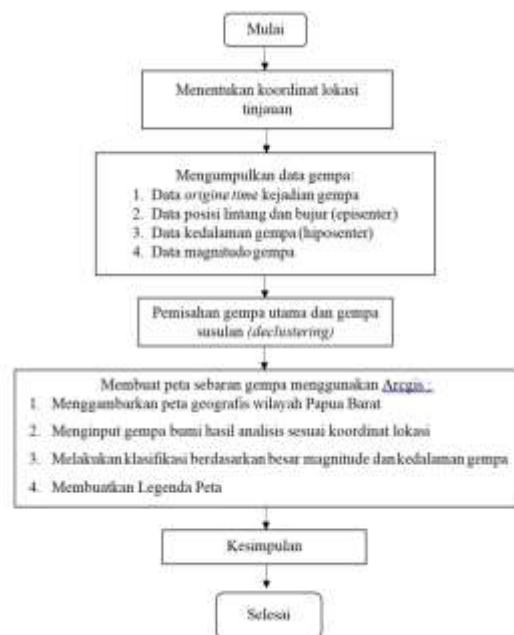 Mulai
Menentukan koordinat lokasi
tinjauan
Mengumpulkan data gempa:
1. Data origine time kejadian gempa
2. Data posisi lintang dan bujur (episenter)
3. Data kedalaman gempa (hiposenter)
4. Data magnitudo gempa
Pemisahan gempa utama dan gempa
susulan (declustering)
Membuat peta sebaran gempa menggunakan Arcgis :
1. Menggambarkan peta geografis wilayah Papua Barat
2. Menginput gempa bumi hasil analisis sesuai koordinat lokasi
3. Melakukan klasifikasi berdasarkan besar magnitude dan kedalaman gempa
4. Membuatkan Legenda Peta
Kesimpulan
Selesai